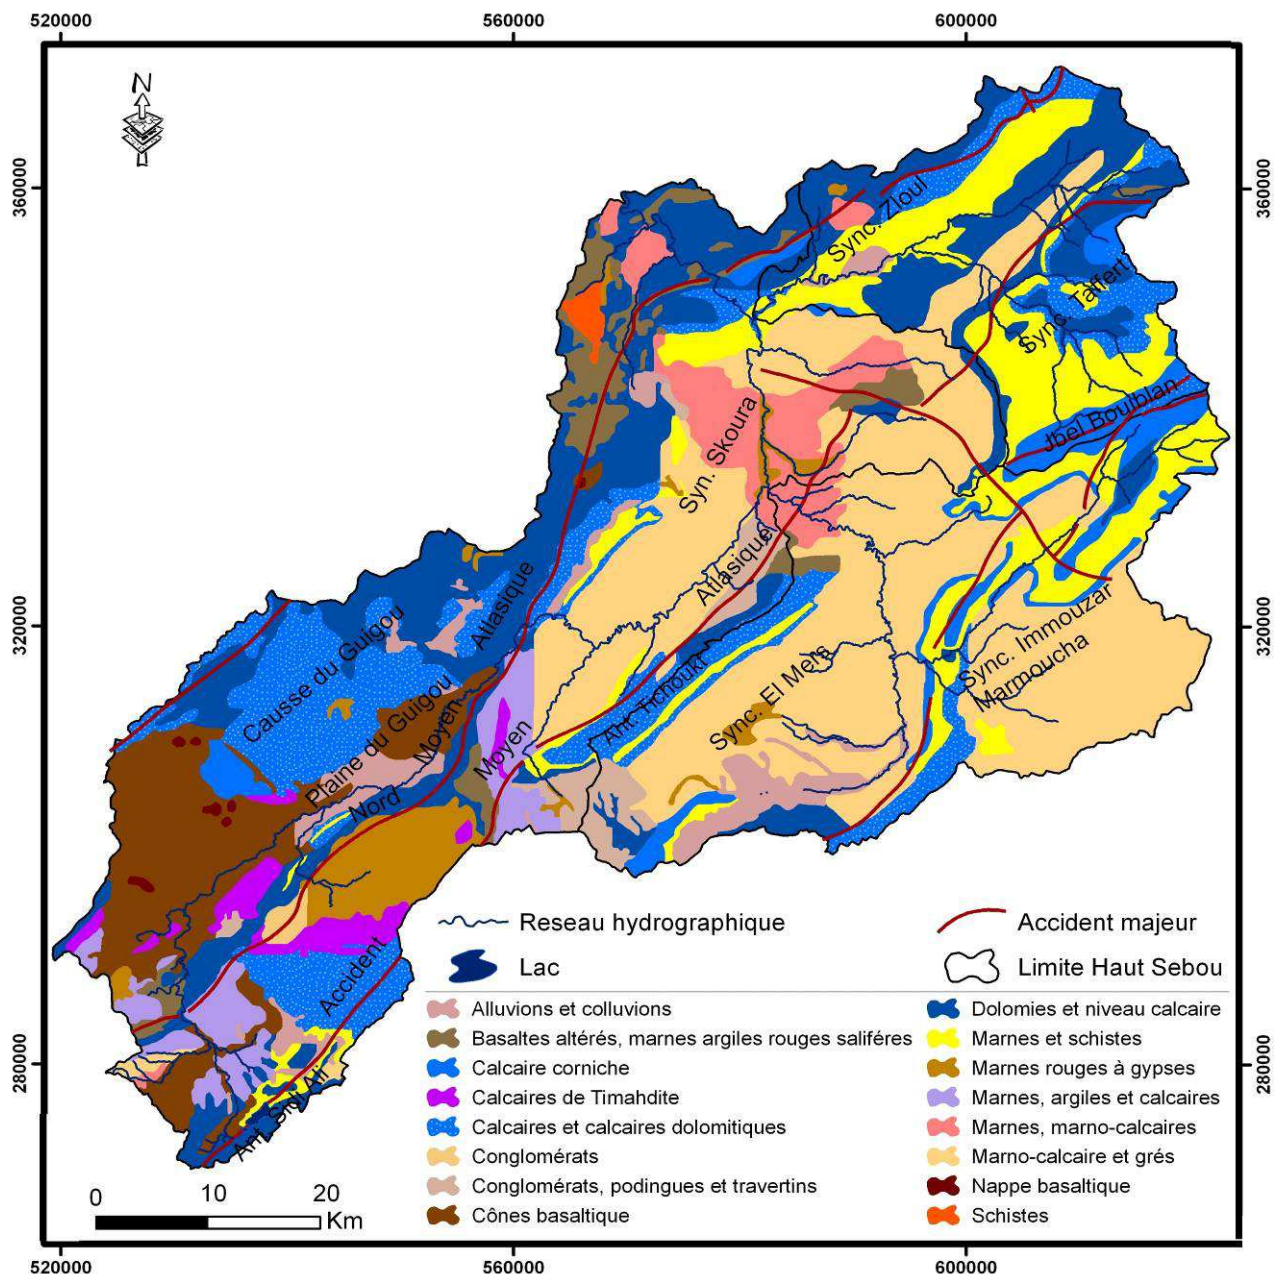 520000
560000
600000
N
360000
360000
Sync. Zloul
Sync. Taffert
Jbel Bouiblan
Syn. Skoura
Atlasique
Atlasique
320000
320000
Causse du Guigou
Sync. Immouzar
Marmoucha
Ant. Tichoukt
Sync. El Mers
Plaine du Guigou
Moyen
Moyen
Nord
Accident
280000
280000
Ant. Sidi Ali
Reseau hydrographique
Accident majeur
Lac
Limite Haut Sebou
Alluvions et colluvions
Basaltes altérés, marnes argiles rouges salifères
Calcaire corniche
Calcaires de Timahdite
Calcaires et calcaires dolomitiques
Conglomérats
Conglomérats, podingues et travertins
Cônes basaltique
Dolomies et niveau calcaire
Marnes et schistes
Marnes rouges à gypses
Marnes, argiles et calcaires
Marnes, marno-calcaires
Marno-calcaire et grés
Nappe basaltique
Schistes
0 10 20
Km
520000
560000
600000